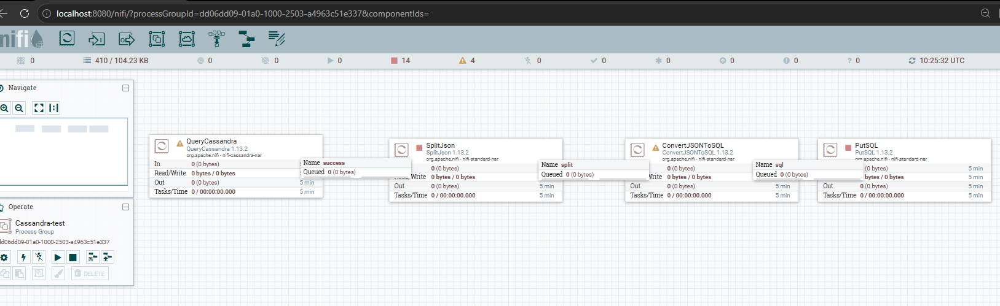 localhost:8080/nifi/?processGroupId=dd06dd09-01a0-1000-2503-a4963c51e337&componentIds=
nifi
0 410 / 104.23 KB 0 0 0 14 4 0 0 0 0 0 0 10:25:32 UTC
Navigate
Operate
Cassandra-test
Process Group
dd06dd09-01a0-1000-2503-a4963c51e337
DELETE
QueryCassandra
QueryCassandra 1.13.2
org.apache.nifi - nifi-cassandra-nar
In 0 (0 bytes) 5
Read/Write 0 bytes / 0 bytes
Out 0 (0 bytes) 5 min
Tasks/Time 0 / 00:00:00.000 5 min
Name success
Queued 0 (0 bytes)
SplitJson
SplitJson 1.13.2
org.apache.nifi - nifi-standard-nar
0 (0 bytes)
Read/Write 0 bytes / 0 bytes
Out 0 (0 bytes) 5 min
Tasks/Time 0 / 00:00:00.000 5 min
Name split
Queued 0 (0 bytes)
ConvertJSONToSQL
ConvertJSONToSQL 1.13.2
org.apache.nifi - nifi-standard-nar
0 (0 bytes)
Write 0 bytes / 0 bytes
Out 0 (0 bytes)
Tasks/Time 0 / 00:00:00.000 5 min
Name sql
Queued 0 (0 bytes)
PutSQL
PutSQL 1.13.2
org.apache.nifi - nifi-standard-nar
(0 bytes) 5 min
0 bytes / 0 bytes 5 min
Out 0 (0 bytes) 5 min
Tasks/Time 0 / 00:00:00.000 5 min